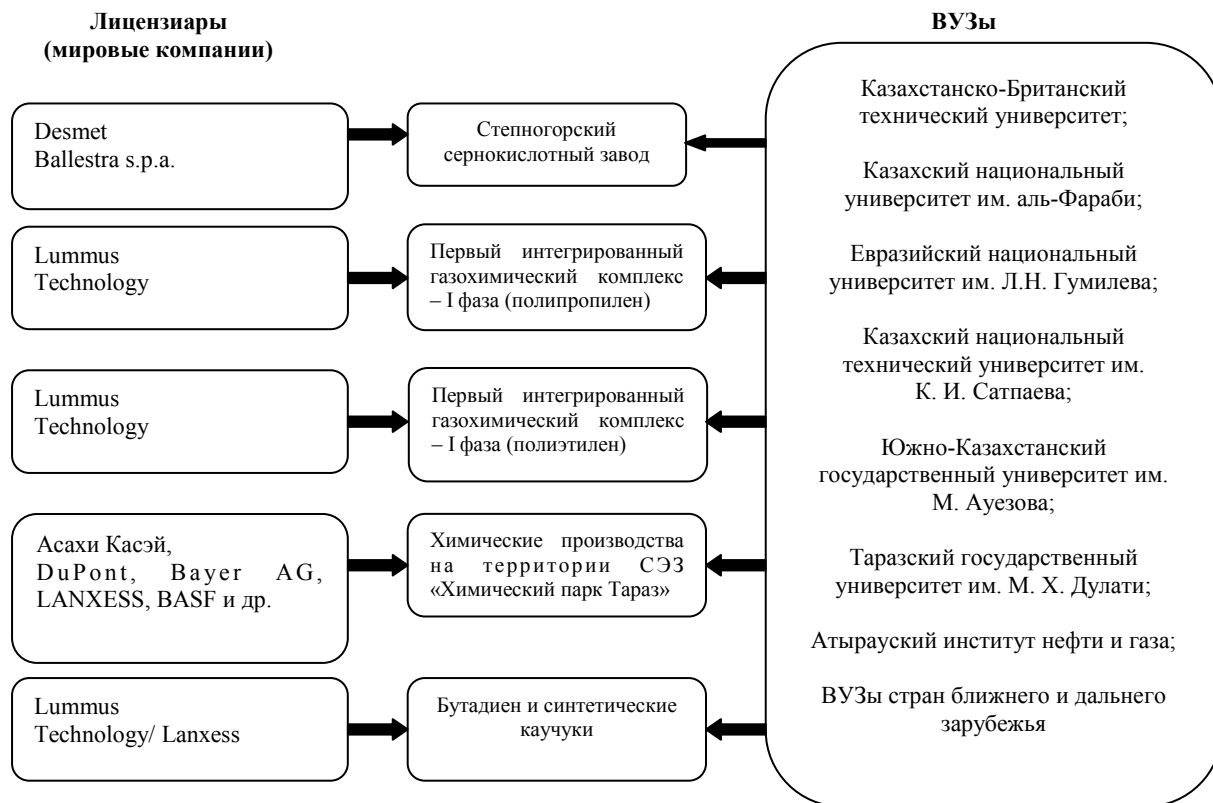 Лицензиары
(мировые компании)
ВУЗы
Desmet
Ballestra s.p.a.
Степногорский
сернокислотный завод
Lummus
Technology
Первый интегрированный
газохимический комплекс
– I фаза (полипропилен)
Lummus
Technology
Первый интегрированный
газохимический комплекс
– I фаза (полиэтилен)
Асахи Касэй,
DuPont, Bayer AG,
LANXESS, BASF и др.
Химические производства
на территории СЭЗ
«Химический парк Тараз»
Lummus
Technology/ Lanxess
Бутадиен и синтетические
каучуки
Казахстанско-Британский
технический университет;
Казахский национальный
университет им. аль-Фараби;
Евразийский национальный
университет им. Л.Н. Гумилева;
Казахский национальный
технический университет им.
К. И. Сатпаева;
Южно-Казахстанский
государственный университет им.
М. Ауезова;
Таразский государственный
университет им. М. Х. Дулати;
Атырауский институт нефти и газа;
ВУЗы стран ближнего и дальнего
зарубежья